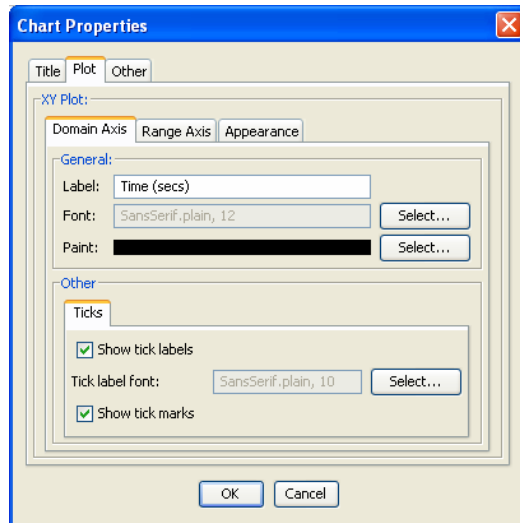 Chart Properties
Title Plot Other
XY Plot:
Domain Axis Range Axis Appearance
General:
Label: Time (secs)
Font: SansSerif.plain, 12 Select...
Paint: Select...
Other
Ticks
Show tick labels
Tick label font: SansSerif.plain, 10 Select...
Show tick marks
OK Cancel